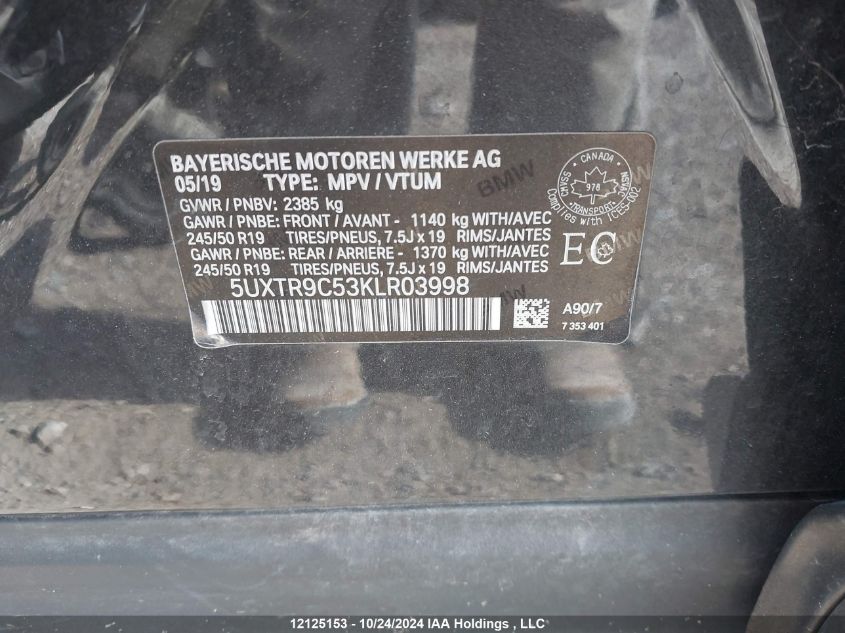 BAYERISCHE MOTOREN WERKE AG
05/19 TYPE: MPV / VTUM
GVWR / PNBV: 2385 kg
GAWR / PNBE: FRONT / AVANT - 1140 kg WITH/AVEC
245/50 R19 TIRES/PNEUS, 7.5J x 19 RIMS/JANTES
GAWR / PNBE: REAR / ARRIERE - 1370 kg WITH/AVEC
245/50 R19 TIRES/PNEUS, 7.5J x 19 RIMS/JANTES
5UXTR9C53KLR03998
CANADA
978
TRANSPORT
Complies with ICES-002
EC
A90/7
7 353 401
BMW
BMW
12125153 - 10/24/2024 IAA Holdings , LLC